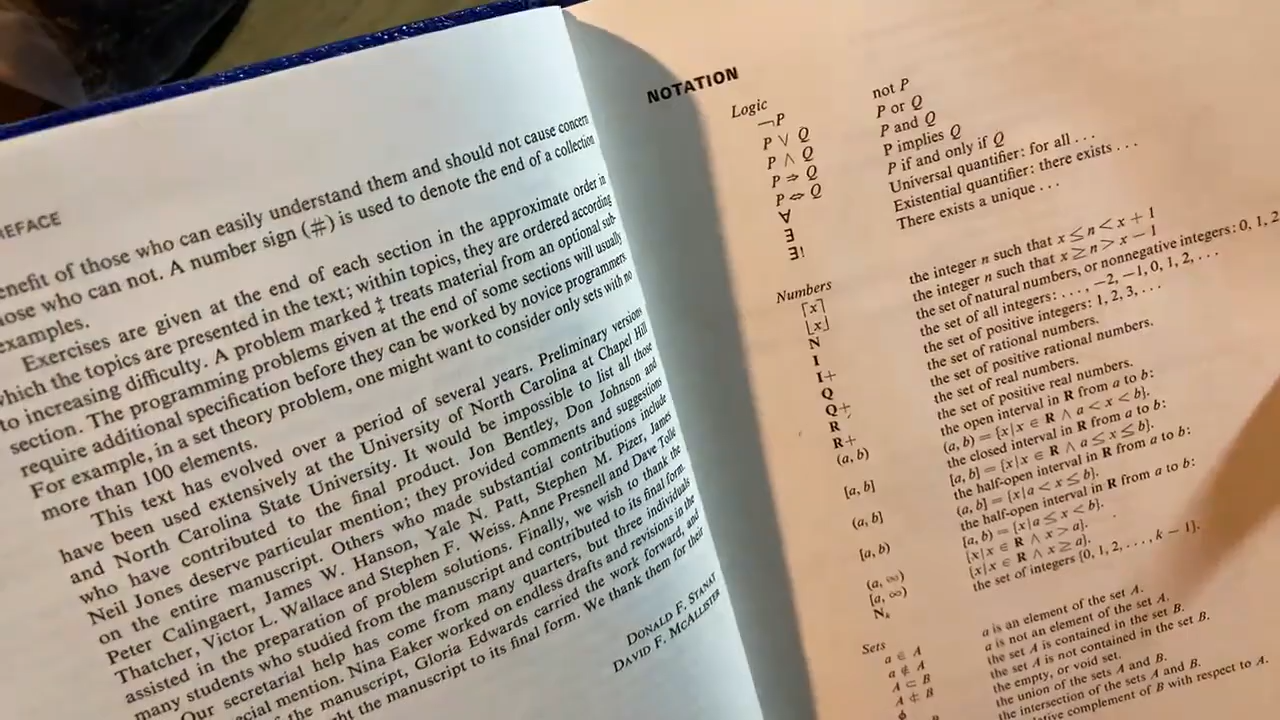 REFACE
enefit of those who can easily understand them and should not cause concern
hose who can not. A number sign (#) is used to denote the end of a collection
examples.
Exercises are given at the end of each section in the approximate order in
which the topics are presented in the text; within topics, they are ordered according
to increasing difficulty. A problem marked ‡ treats material from an optional sub-
section. The programming problems given at the end of some sections will usually
require additional specification before they can be worked by novice programmers.
For example, in a set theory problem, one might want to consider only sets with no
more than 100 elements.
This text has evolved over a period of several years. Preliminary versions
have been used extensively at the University of North Carolina at Chapel Hill
and North Carolina State University. It would be impossible to list all those
who have contributed to the final product. Jon Bentley, Don Johnson and
Neil Jones deserve particular mention; they provided comments and suggestions
on the entire manuscript. Others who made substantial contributions include
Peter Calingaert, James W. Hanson, Yale N. Patt, Stephen M. Pizer, James
Thatcher, Victor L. Wallace and Stephen F. Weiss. Anne Presnell and Dave Tolle
assisted in the preparation of problem solutions. Finally, we wish to thank the
many students who studied from the manuscript and contributed to its final form.
Our secretarial help has come from many quarters, but three individuals
ecial mention. Nina Eaker worked on endless drafts and revisions in the
the manuscript, Gloria Edwards carried the work forward, and
ht the manuscript to its final form. We thank them for their
DONALD F. STANAT
DAVID F. MCALLISTER
NOTATION
Logic
¬P not P
P ∨ Q P or Q
P ∧ Q P and Q
P ⇒ Q P implies Q
P ⇔ Q P if and only if Q
∀ Universal quantifier: for all . . .
∃ Existential quantifier: there exists . . .
∃! There exists a unique . . .
Numbers
⌈x⌉ the integer n such that x ≤ n < x + 1
⌊x⌋ the integer n such that x ≥ n > x − 1
N the set of natural numbers, or nonnegative integers: 0, 1, 2
I the set of all integers: . . . , −2, −1, 0, 1, 2, . . .
I+ the set of positive integers: 1, 2, 3, . . .
Q the set of rational numbers.
Q+ the set of positive rational numbers.
R the set of real numbers.
R+ the set of positive real numbers.
(a, b) the open interval in R from a to b:
(a, b) = {x|x ∈ R ∧ a < x < b}.
[a, b] the closed interval in R from a to b:
[a, b] = {x|x ∈ R ∧ a ≤ x ≤ b}.
(a, b] the half-open interval in R from a to b:
(a, b] = {x|a < x ≤ b}.
[a, b) the half-open interval in R from a to b:
[a, b) = {x|a ≤ x < b}.
(a, ∞) {x|x ∈ R ∧ x > a}.
[a, ∞) {x|x ∈ R ∧ x ≥ a}.
Nₖ the set of integers {0, 1, 2, . . . , k − 1}.
Sets
a ∈ A a is an element of the set A.
a ∉ A a is not an element of the set A.
A ⊂ B the set A is contained in the set B.
A ⊄ B the set A is not contained in the set B.
ϕ the empty, or void set.
the union of the sets A and B.
the intersection of the sets A and B.
complement of B with respect to A.